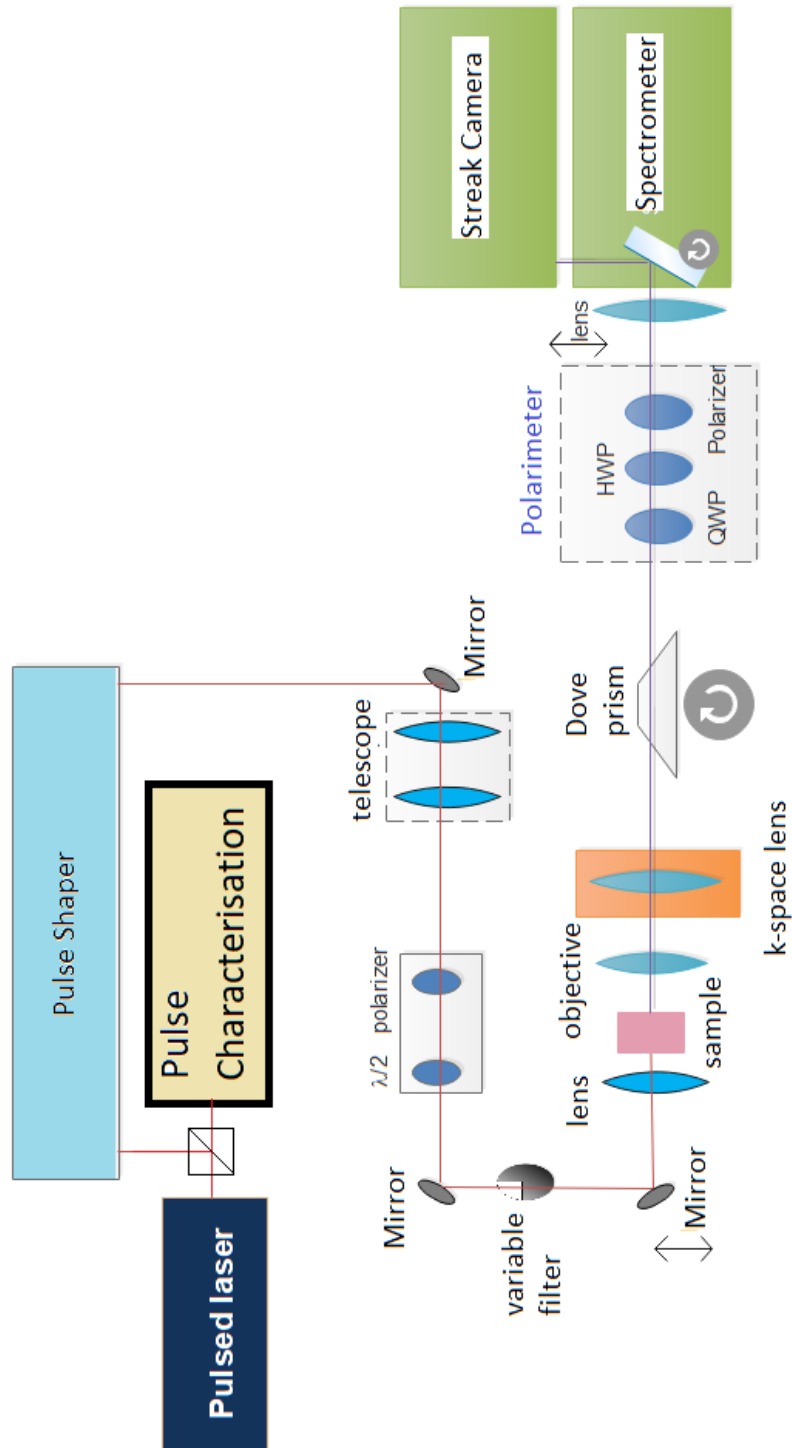 Pulsed laser
Pulse
Characterisation
Pulse Shaper
Mirror
telescope
λ/2
polarizer
Mirror
variable
filter
Mirror
lens
sample
objective
k-space lens
Dove
prism
Polarimeter
QWP
HWP
Polarizer
lens
Streak Camera
Spectrometer